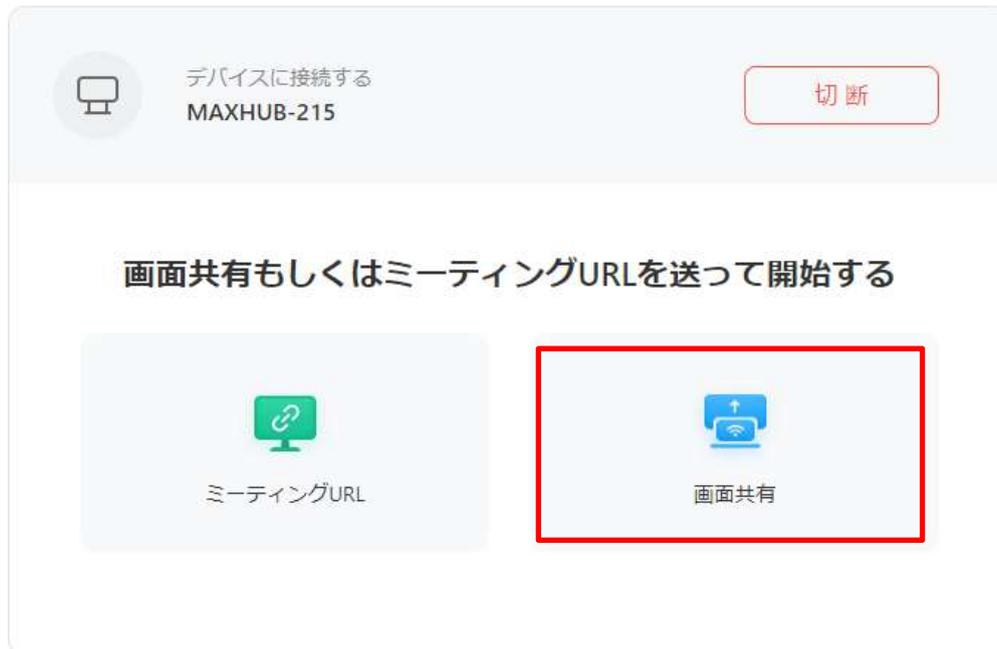 デバイスに接続する
MAXHUB-215
切断
画面共有もしくはミーティングURLを送って開始する
ミーティングURL
画面共有